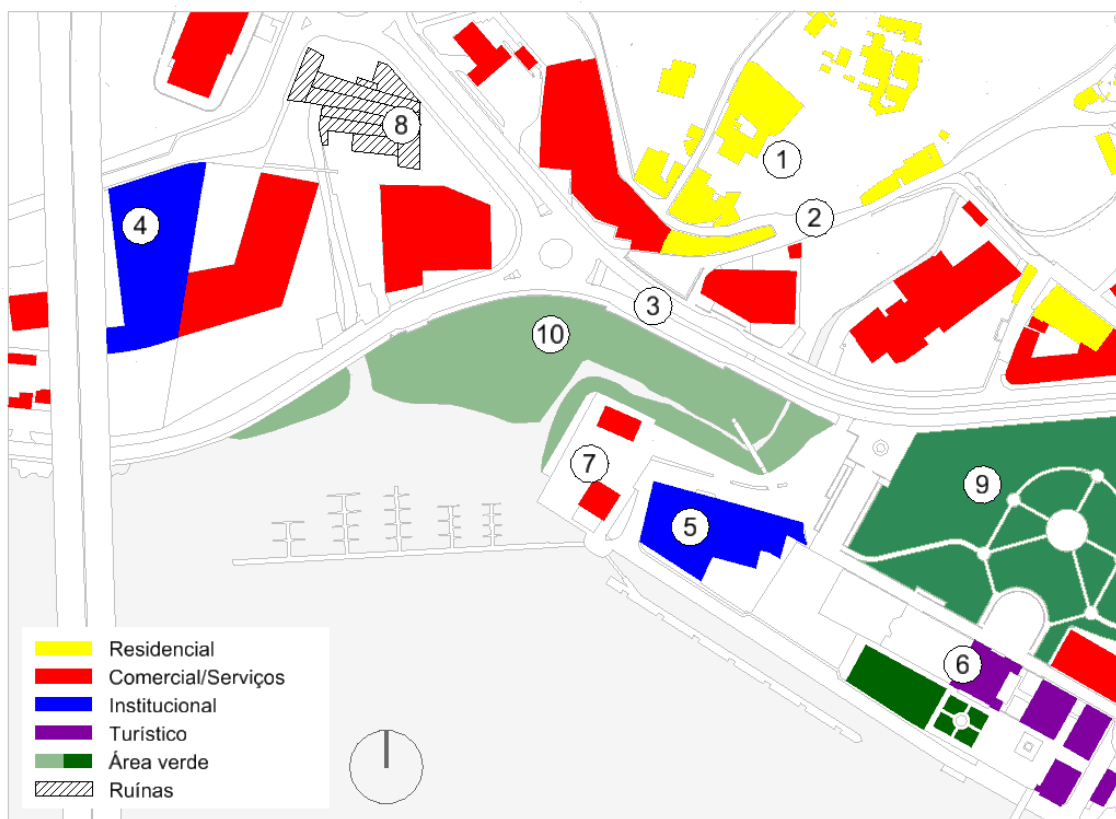 8
1
4
2
3
10
7
9
5
6
Residencial
Comercial/Serviços
Institucional
Turístico
Área verde
Ruínas